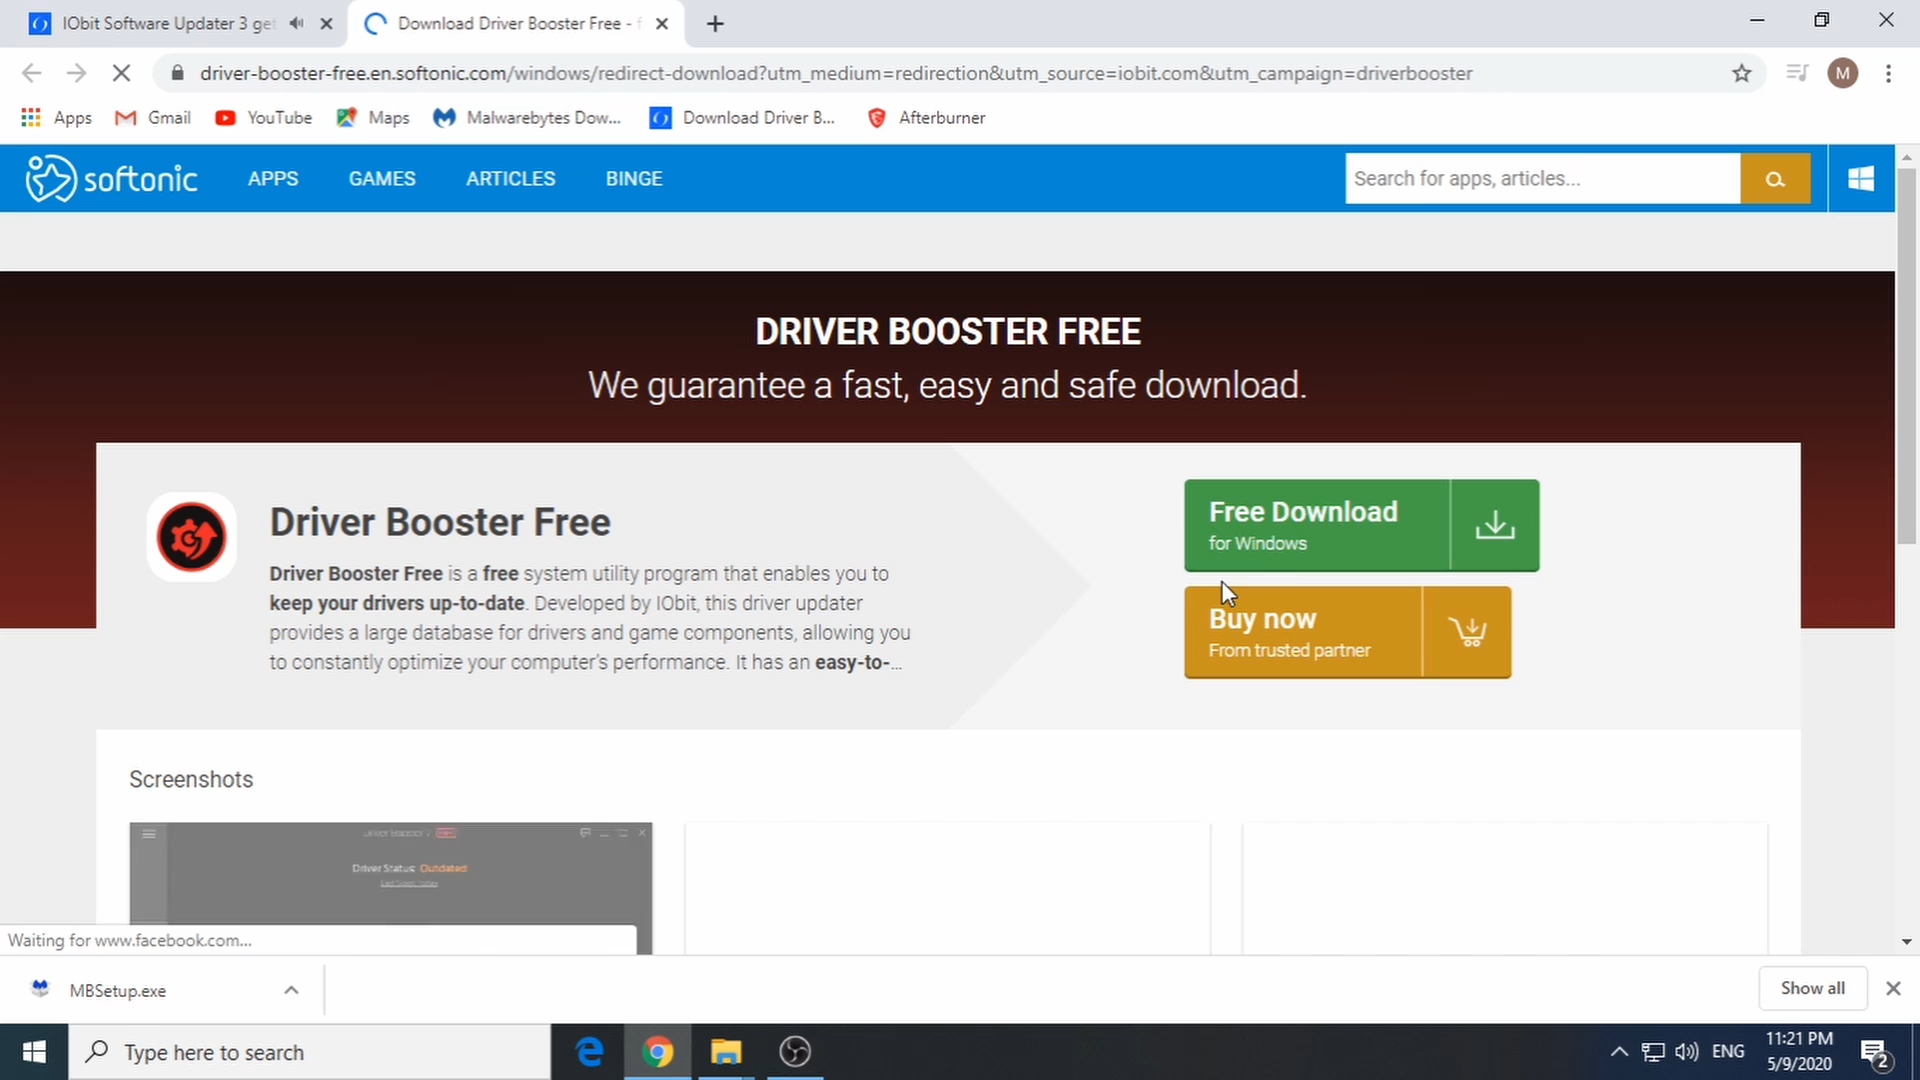 IObit Software Updater 3 get
Download Driver Booster Free - f
driver-booster-free.en.softonic.com/windows/redirect-download?utm_medium=redirection&utm_source=iobit.com&utm_campaign=driverbooster
M
Apps
Gmail
YouTube
Maps
Malwarebytes Dow...
Download Driver B...
Afterburner
softonic
APPS
GAMES
ARTICLES
BINGE
Search for apps, articles...
DRIVER BOOSTER FREE
We guarantee a fast, easy and safe download.
Driver Booster Free
Driver Booster Free is a free system utility program that enables you to
keep your drivers up-to-date. Developed by IObit, this driver updater
provides a large database for drivers and game components, allowing you
to constantly optimize your computer's performance. It has an easy-to-...
Free Download
for Windows
Buy now
From trusted partner
Screenshots
Driver Booster 7
Driver Status: Outdated
Waiting for www.facebook.com...
MBSetup.exe
Show all
Type here to search
ENG
11:21 PM
5/9/2020
2